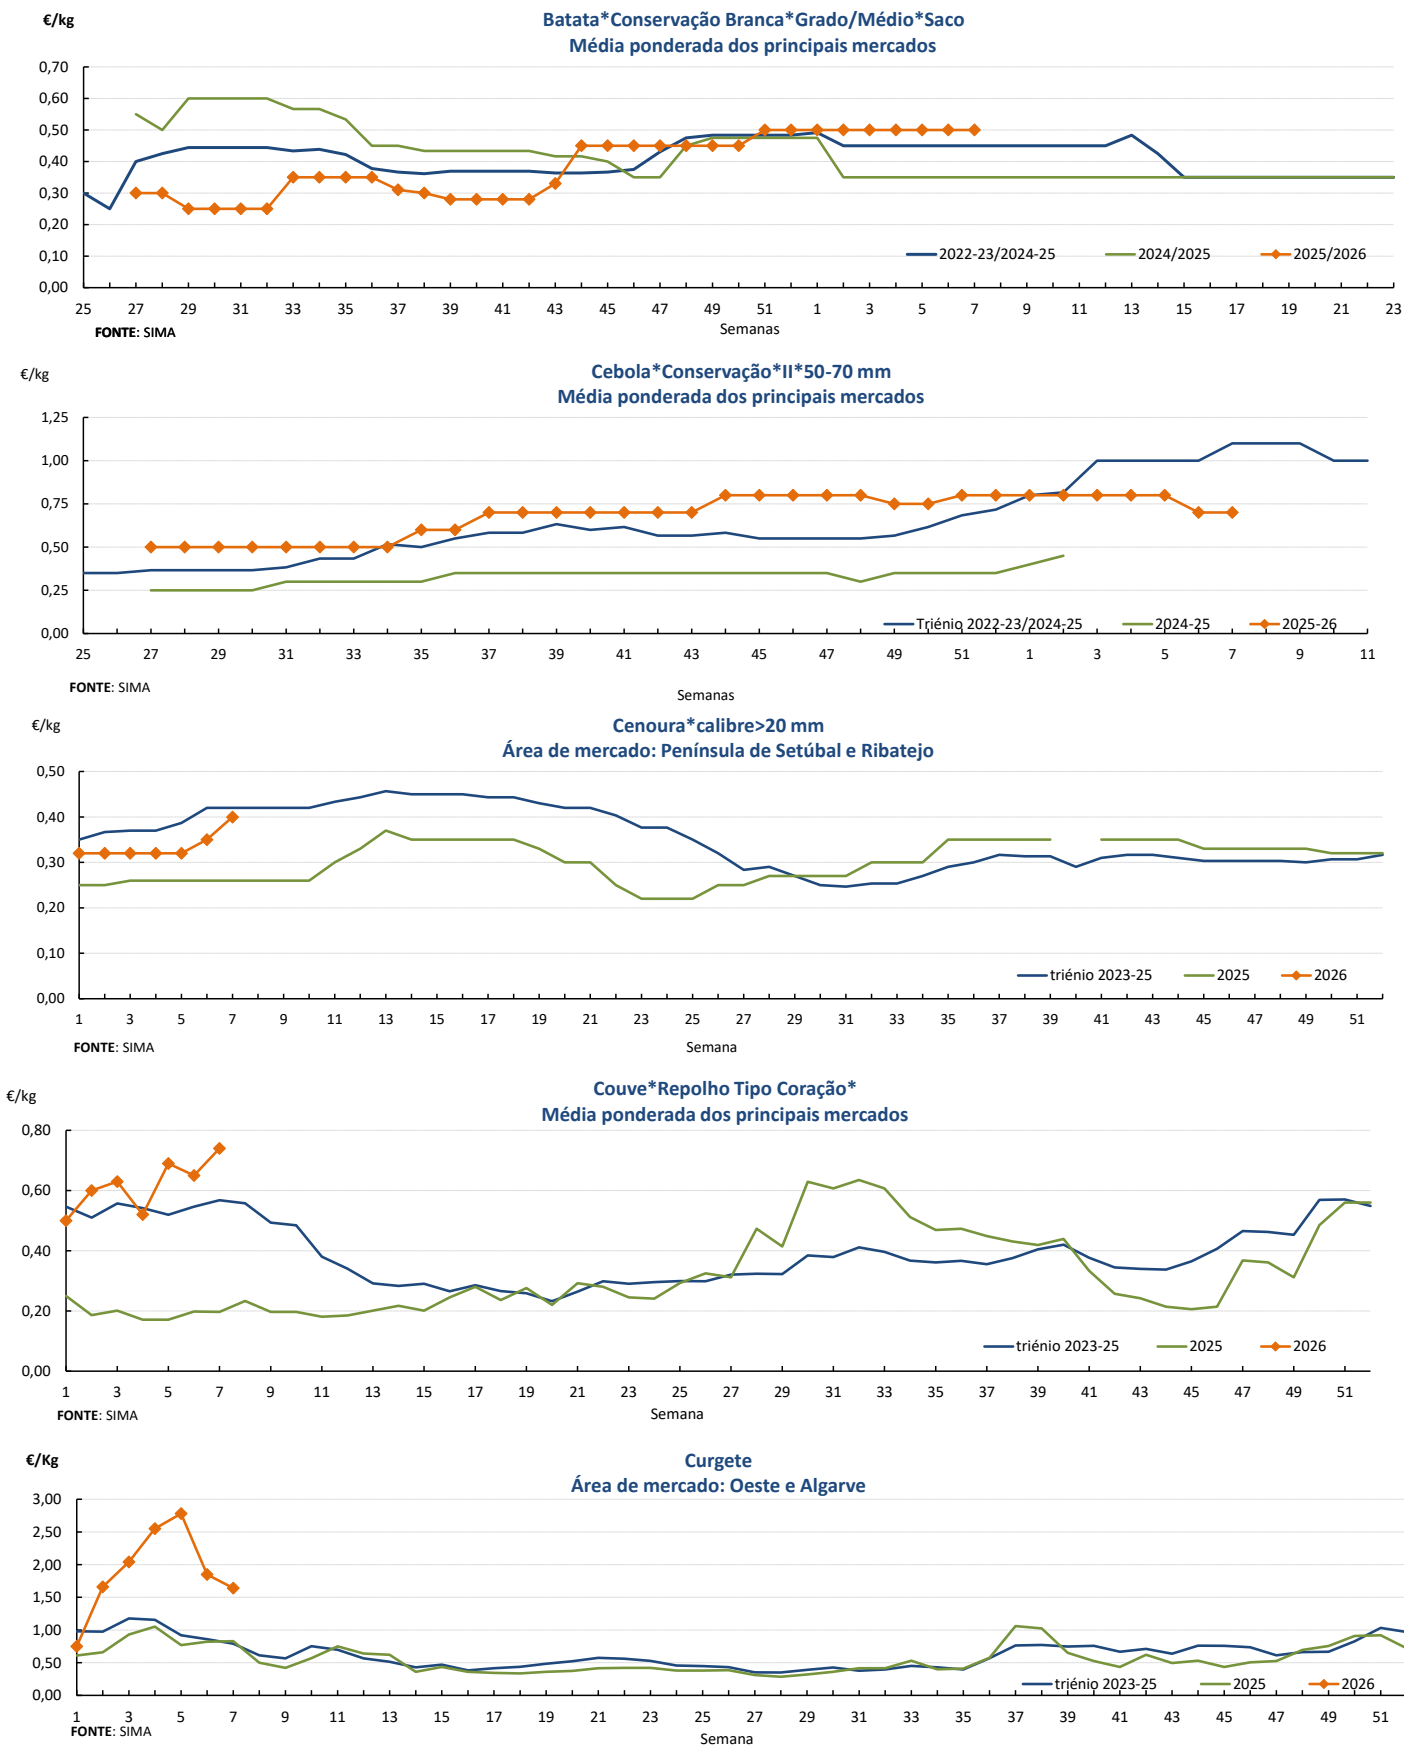 €/kg
Batata*Conservação Branca*Grado/Médio*Saco
Média ponderada dos principais mercados
0,70
0,60
0,50
0,40
0,30
0,20
0,10
0,00
2022-23/2024-25 2024/2025 2025/2026
25 27 29 31 33 35 37 39 41 43 45 47 49 51 1 3 5 7 9 11 13 15 17 19 21 23
Semanas
FONTE: SIMA
€/kg
Cebola*Conservação*II*50-70 mm
Média ponderada dos principais mercados
1,25
1,00
0,75
0,50
0,25
0,00
Triénio 2022-23/2024-25 2024-25 2025-26
25 27 29 31 33 35 37 39 41 43 45 47 49 51 1 3 5 7 9 11
FONTE: SIMA
Semanas
€/kg
Cenoura*calibre>20 mm
Área de mercado: Península de Setúbal e Ribatejo
0,50
0,40
0,30
0,20
0,10
0,00
triénio 2023-25 2025 2026
1 3 5 7 9 11 13 15 17 19 21 23 25 27 29 31 33 35 37 39 41 43 45 47 49 51
FONTE: SIMA
Semana
€/kg
Couve*Repolho Tipo Coração*
Média ponderada dos principais mercados
0,80
0,60
0,40
0,20
0,00
triénio 2023-25 2025 2026
1 3 5 7 9 11 13 15 17 19 21 23 25 27 29 31 33 35 37 39 41 43 45 47 49 51
FONTE: SIMA
Semana
€/Kg
Curgete
Área de mercado: Oeste e Algarve
3,00
2,50
2,00
1,50
1,00
0,50
0,00
triénio 2023-25 2025 2026
1 3 5 7 9 11 13 15 17 19 21 23 25 27 29 31 33 35 37 39 41 43 45 47 49 51
FONTE: SIMA
Semana